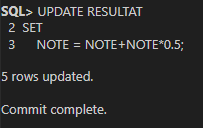 SQL> UPDATE RESULTAT
2 SET
3 NOTE = NOTE+NOTE*0.5;
5 rows updated.
Commit complete.